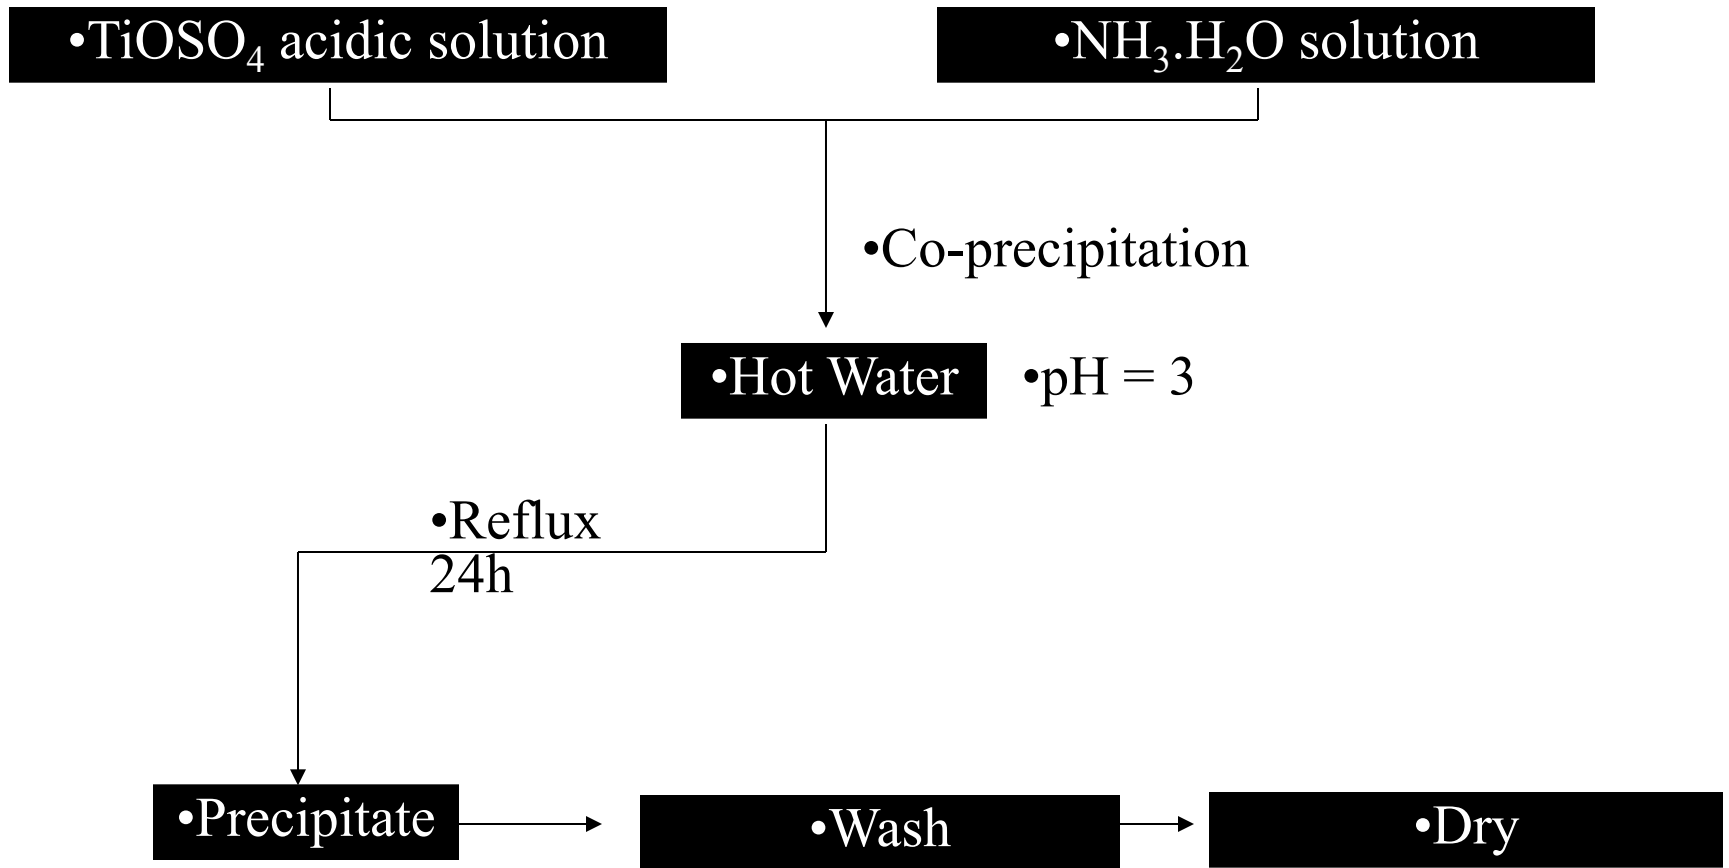 •TiOSO₄ acidic solution
•NH₃.H₂O solution
•Co-precipitation
•Hot Water
•pH = 3
•Reflux
24h
•Precipitate
•Wash
•Dry